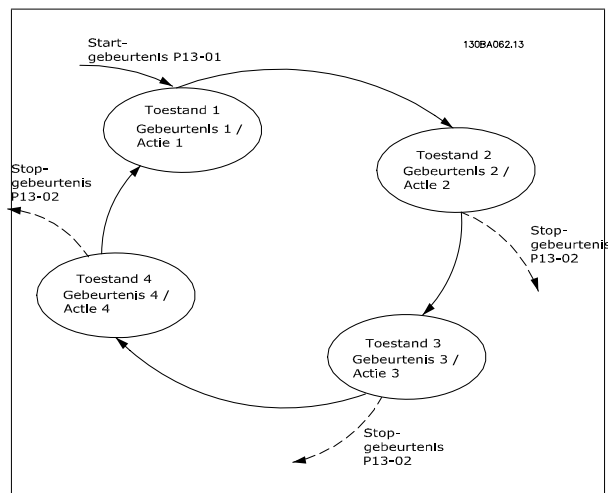 Start-
gebeurtenis P13-01
130BA062.13
Toestand 1
Gebeurtenis 1 /
Actie 1
Toestand 2
Gebeurtenis 2 /
Actie 2
Stop-
gebeurtenis
P13-02
Stop-
gebeurtenis
P13-02
Toestand 4
Gebeurtenis 4 /
Actie 4
Toestand 3
Gebeurtenis 3 /
Actie 3
Stop-
gebeurtenis
P13-02